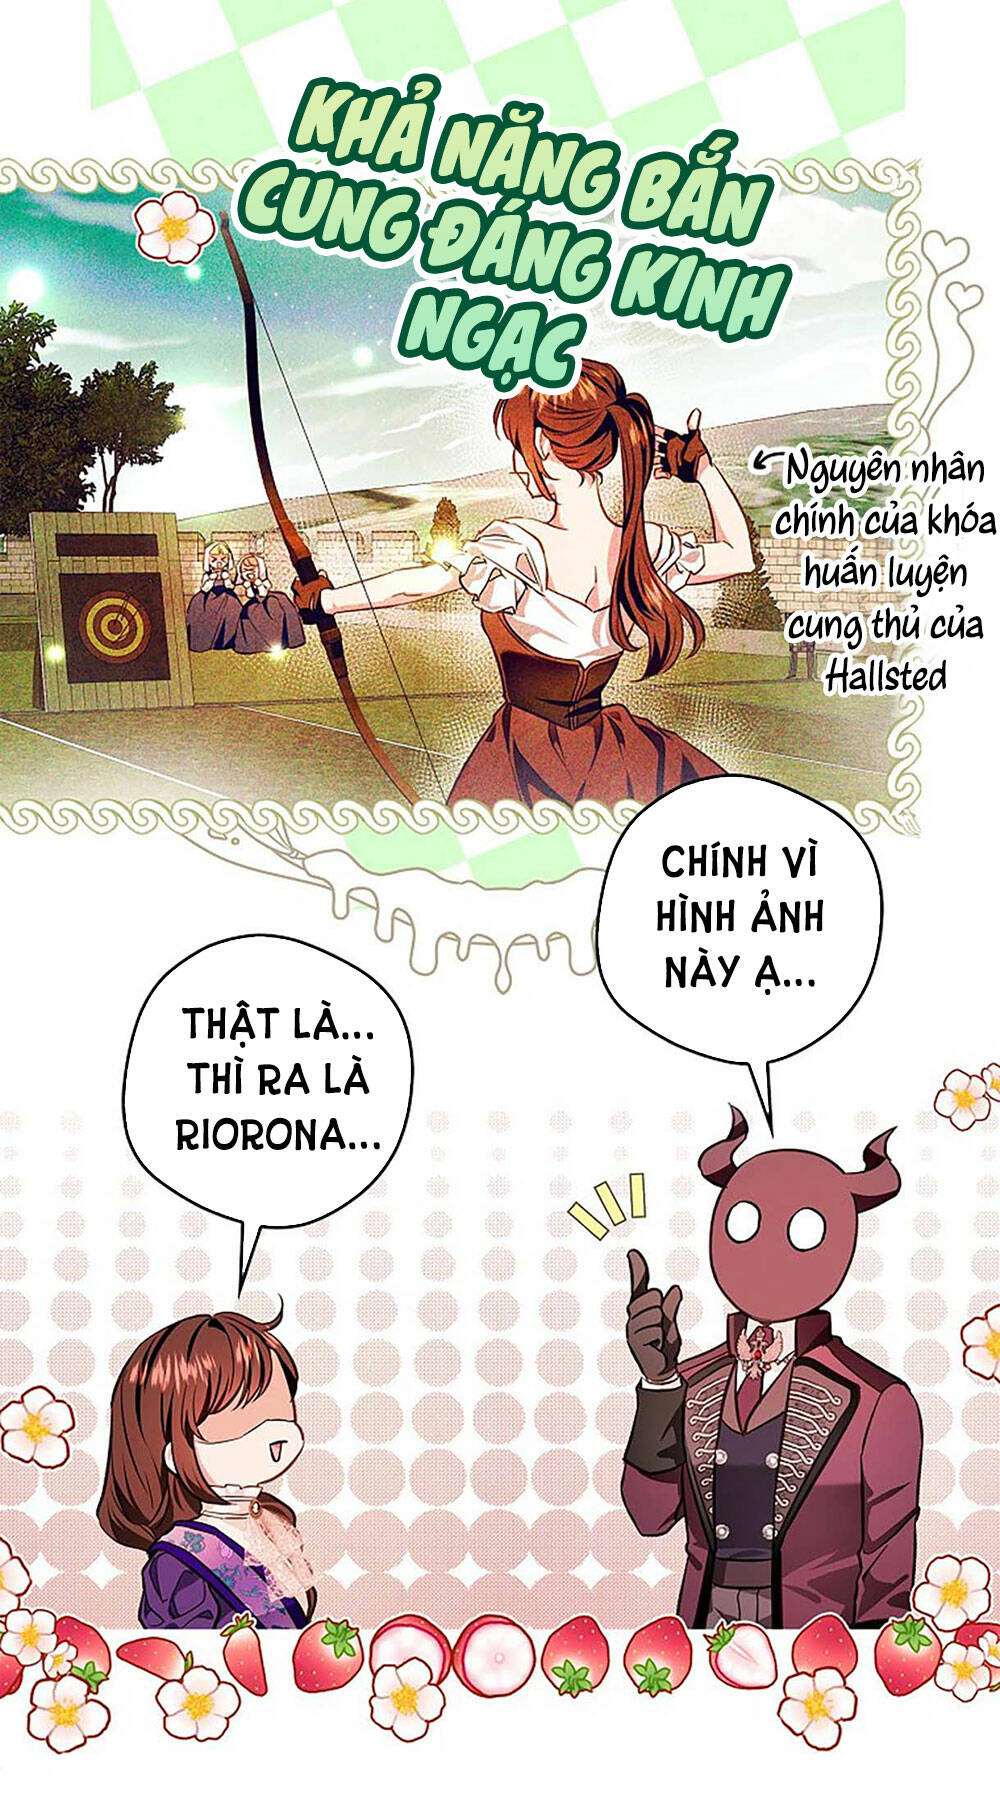 KHẢ NĂNG BẮN
CUNG ĐÁNG KINH
NGẠC
Nguyên nhân
chính của khóa
huấn luyện
cung thủ của
Hallsted
CHÍNH VÌ
HÌNH ẢNH
NÀY Ạ...
THẬT LÀ...
THÌ RA LÀ
RIORONA...